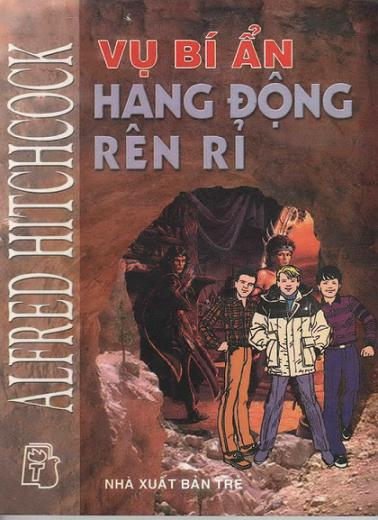 ALFRED HITCHCOCK
VỤ BÍ ẨN
HANG ĐỘNG
RÊN RỈ
T
NHÀ XUẤT BẢN TRẺ